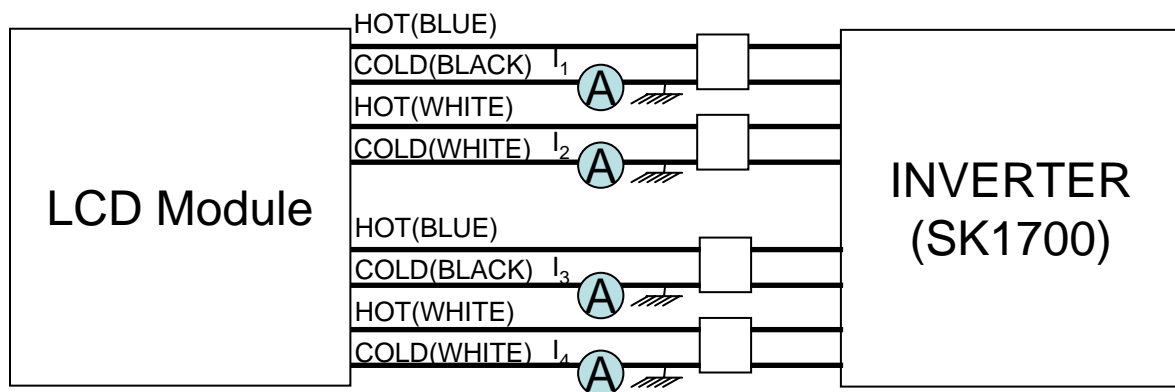 HOT(BLUE)
COLD(BLACK) I₁
A
HOT(WHITE)
COLD(WHITE) I₂
A
LCD Module
INVERTER
(SK1700)
HOT(BLUE)
COLD(BLACK) I₃
A
HOT(WHITE)
COLD(WHITE) I₄
A